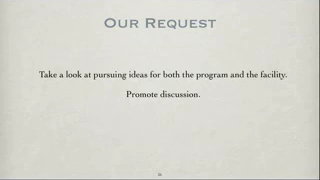 Our Request
Take a look at pursuing ideas for both the program and the facility.
Promote discussion.